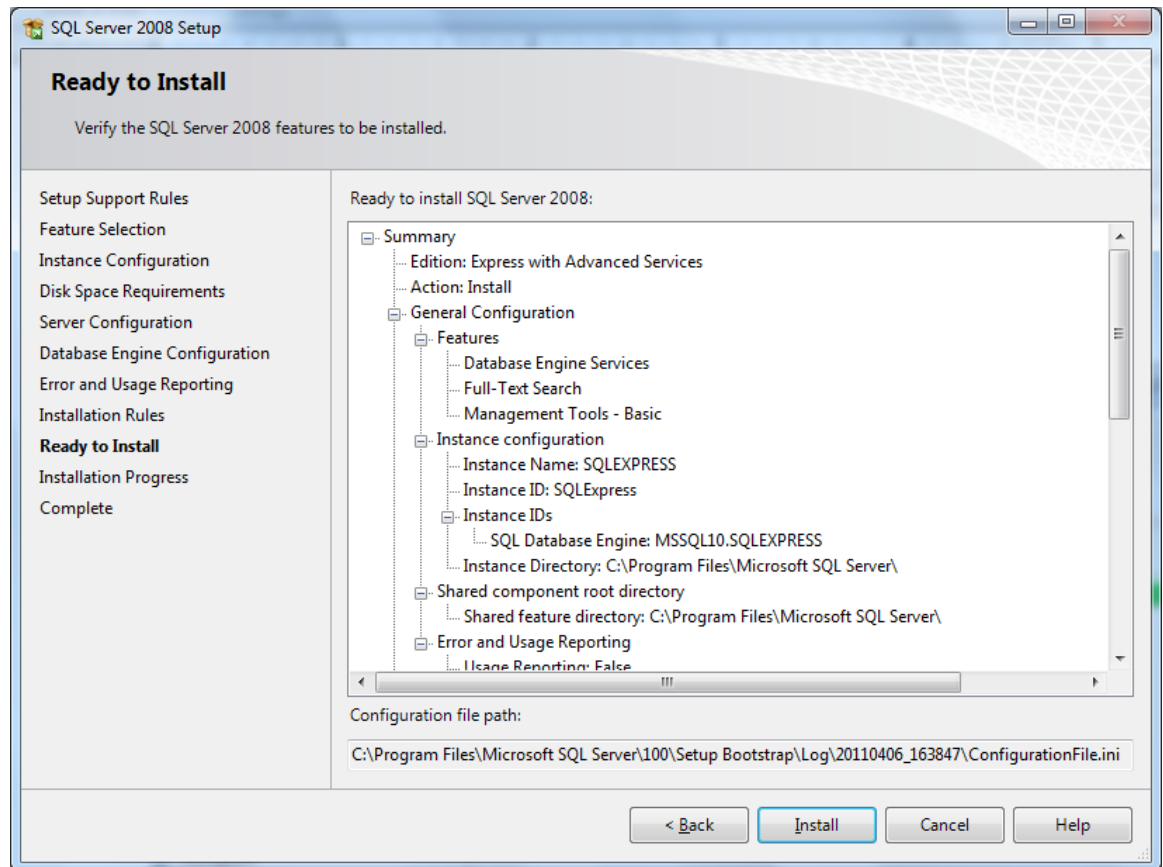 SQL Server 2008 Setup
Ready to Install
Verify the SQL Server 2008 features to be installed.
Setup Support Rules
Feature Selection
Instance Configuration
Disk Space Requirements
Server Configuration
Database Engine Configuration
Error and Usage Reporting
Installation Rules
Ready to Install
Installation Progress
Complete
Ready to install SQL Server 2008:
Summary
Edition: Express with Advanced Services
Action: Install
General Configuration
Features
Database Engine Services
Full-Text Search
Management Tools - Basic
Instance configuration
Instance Name: SQLEXPRESS
Instance ID: SQLExpress
Instance IDs
SQL Database Engine: MSSQL10.SQLEXPRESS
Instance Directory: C:\Program Files\Microsoft SQL Server\
Shared component root directory
Shared feature directory: C:\Program Files\Microsoft SQL Server\
Error and Usage Reporting
Usage Reporting: False
Configuration file path:
C:\Program Files\Microsoft SQL Server\100\Setup Bootstrap\Log\20110406_163847\ConfigurationFile.ini
< Back
Install
Cancel
Help